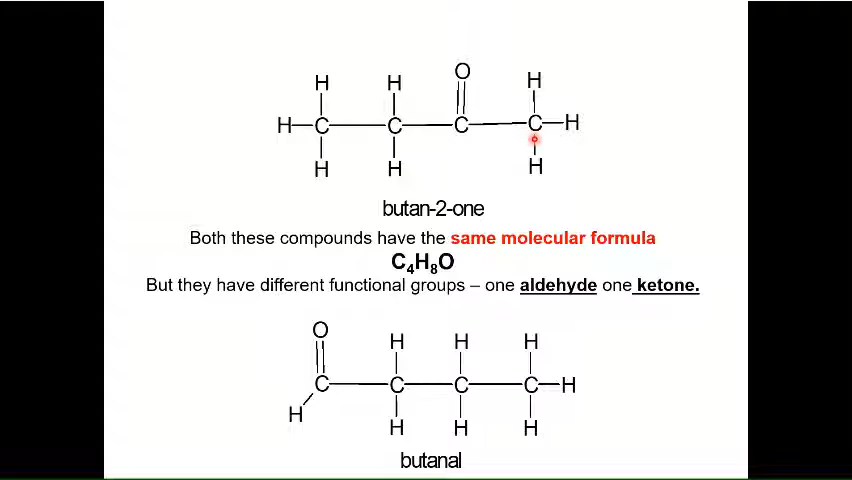 O
H H H
H C C C C H
H H H
butan-2-one
Both these compounds have the same molecular formula
C₄H₈O
But they have different functional groups – one aldehyde one ketone.
O
H H H
C C C C H
H
H H H
butanal